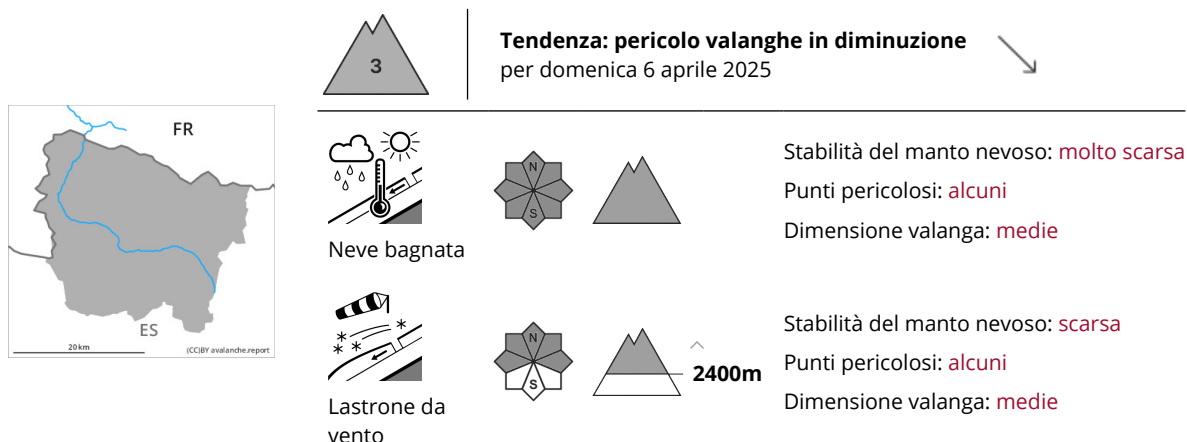 3
Tendenza: pericolo valanghe in diminuzione
per domenica 6 aprile 2025
FR
ES
20 km
(CC)BY avalanche.report
N
S
Neve bagnata
Stabilità del manto nevoso: molto scarsa
Punti pericolosi: alcuni
Dimensione valanga: medie
N
S
2400m
Lastrone da
vento
Stabilità del manto nevoso: scarsa
Punti pericolosi: alcuni
Dimensione valanga: medie